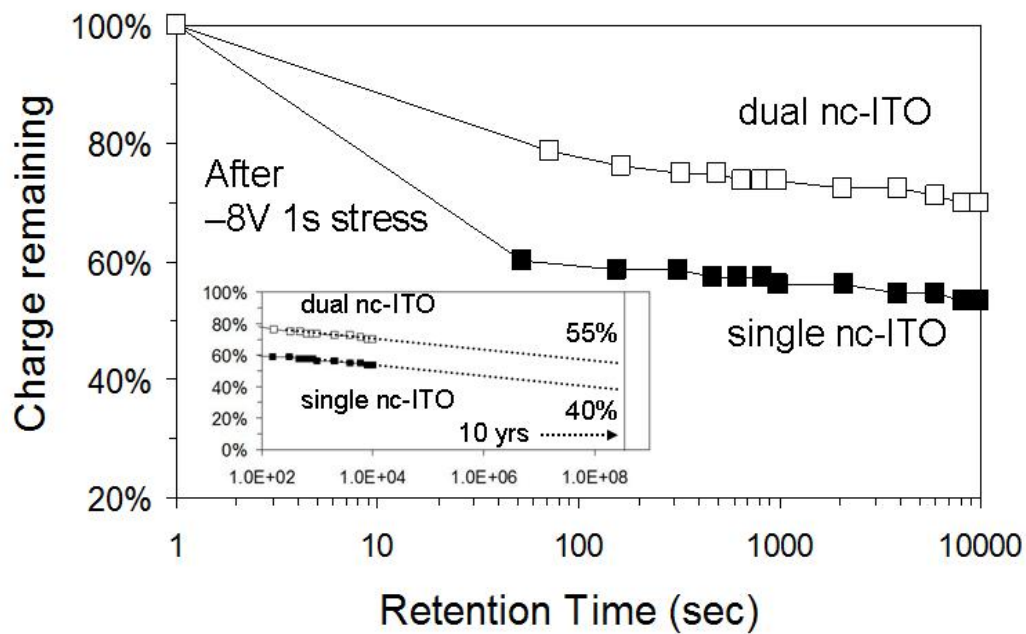 100%
80%
60%
40%
20%
Charge remaining
dual nc-ITO
After
–8V 1s stress
single nc-ITO
100%
80%
60%
40%
20%
0%
dual nc-ITO
55%
single nc-ITO
40%
10 yrs
1.0E+02 1.0E+04 1.0E+06 1.0E+08
1 10 100 1000 10000
Retention Time (sec)